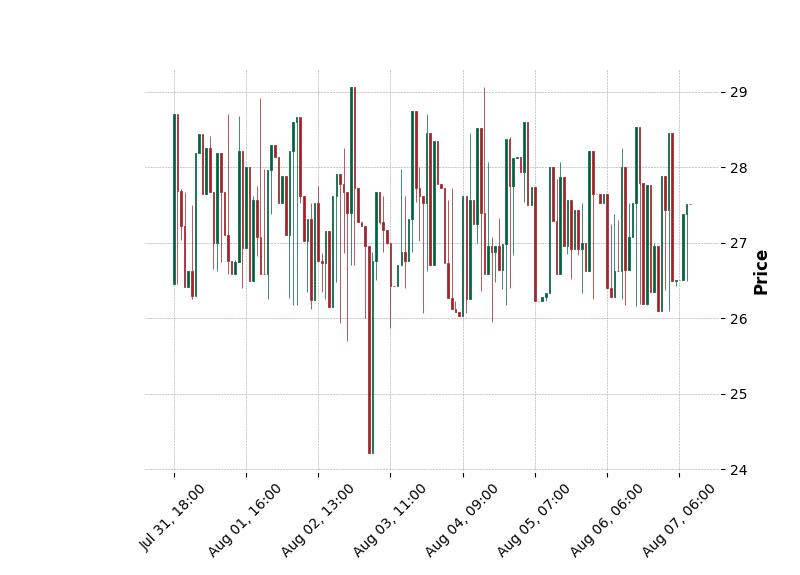 29
28
27
26
25
24
Price
Jul 31, 18:00
Aug 01, 16:00
Aug 02, 13:00
Aug 03, 11:00
Aug 04, 09:00
Aug 05, 07:00
Aug 06, 06:00
Aug 07, 06:00